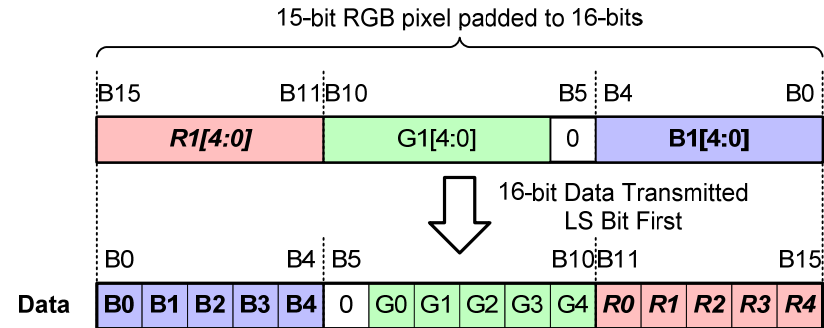 15-bit RGB pixel padded to 16-bits
B15 B11 B10 B5 B4 B0
R1[4:0] G1[4:0] 0 B1[4:0]
16-bit Data Transmitted
LS Bit First
B0 B4 B5 B10 B11 B15
Data B0 B1 B2 B3 B4 0 G0 G1 G2 G3 G4 R0 R1 R2 R3 R4